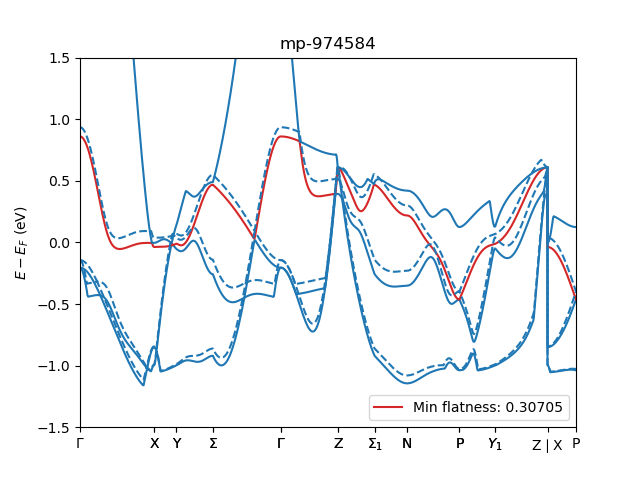 mp-974584
1.5
1.0
0.5
0.0
−0.5
−1.0
−1.5
E − E_F (eV)
Min flatness: 0.30705
Γ X Y Σ Γ Z Σ₁ N P Y₁ Z | X P